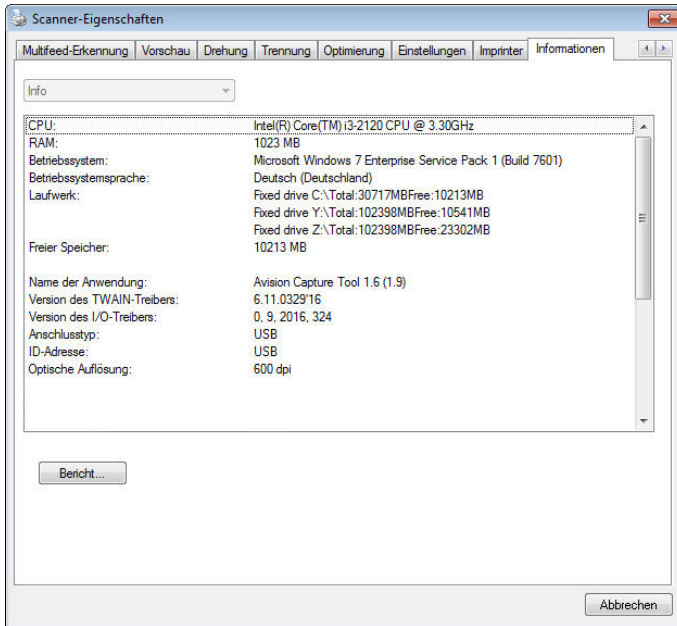 Scanner-Eigenschaften
Multifeed-Erkennung Vorschau Drehung Trennung Optimierung Einstellungen Imprinter Informationen
Info
CPU: Intel(R) Core(TM) i3-2120 CPU @ 3.30GHz
RAM: 1023 MB
Betriebssystem: Microsoft Windows 7 Enterprise Service Pack 1 (Build 7601)
Betriebssystemsprache: Deutsch (Deutschland)
Laufwerk: Fixed drive C:\Total:30717MBFree:10213MB
Fixed drive Y:\Total:102398MBFree:10541MB
Fixed drive Z:\Total:102398MBFree:23302MB
Freier Speicher: 10213 MB
Name der Anwendung: Avision Capture Tool 1.6 (1.9)
Version des TWAIN-Treibers: 6.11.0329'16
Version des I/O-Treibers: 0, 9, 2016, 324
Anschlusstyp: USB
ID-Adresse: USB
Optische Auflösung: 600 dpi
Bericht...
Abbrechen